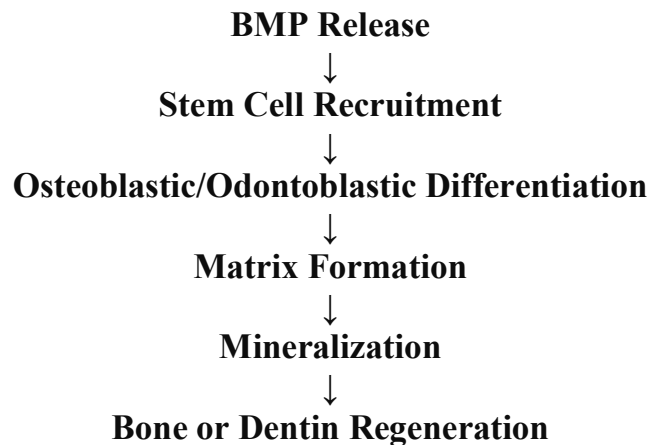 BMP Release
↓
Stem Cell Recruitment
↓
Osteoblastic/Odontoblastic Differentiation
↓
Matrix Formation
↓
Mineralization
↓
Bone or Dentin Regeneration